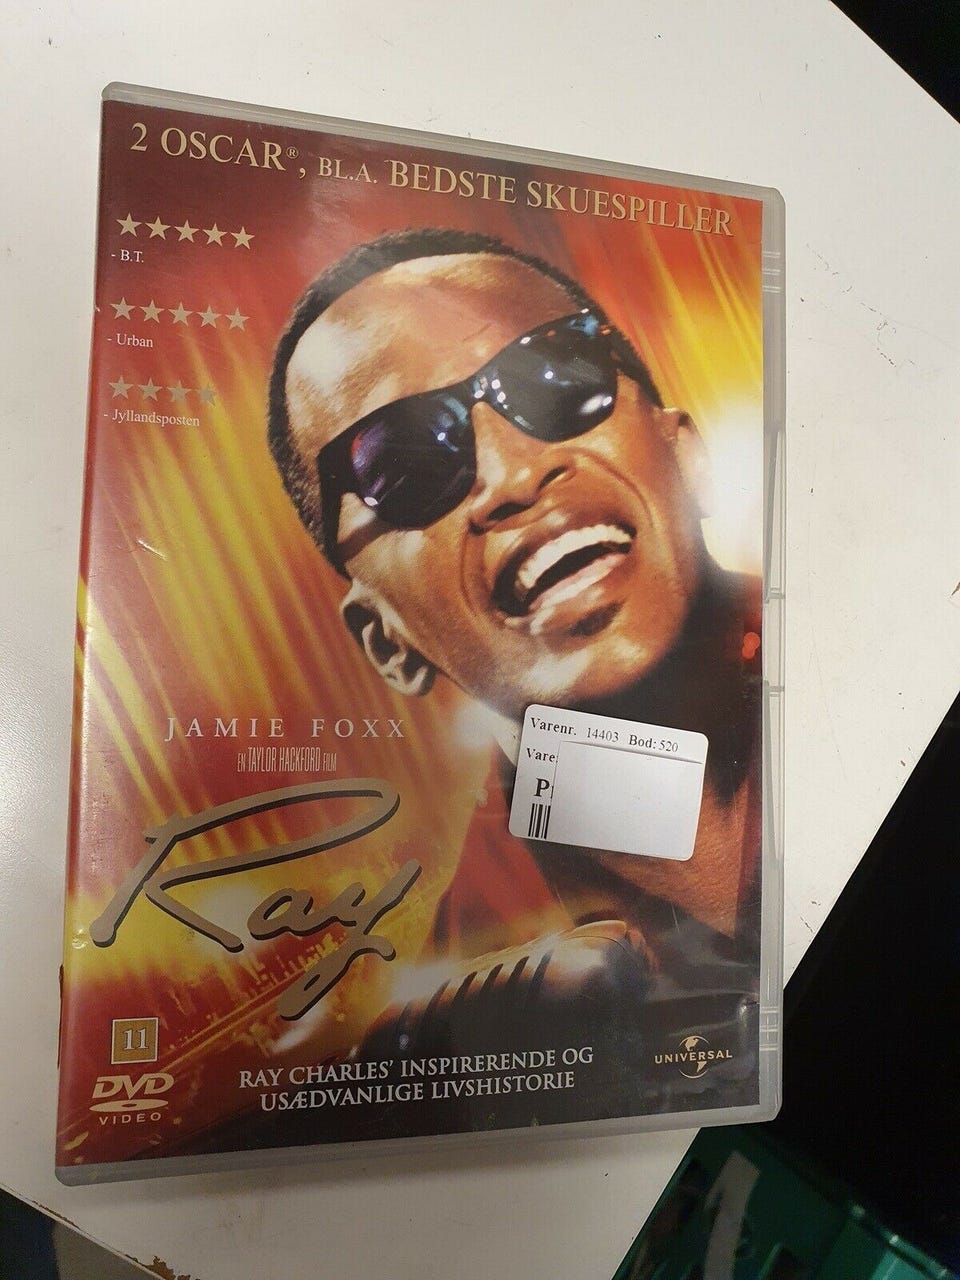 2 OSCAR®, BL.A. BEDSTE SKUESPILLER
★★★★★
- B.T.
★★★★★
- Urban
★★★★
- Jyllandsposten
JAMIE FOXX
EN TAYLOR HACKFORD FILM
Ray
Varenr. 14403 Bod: 520
Vare
P
11
DVD
VIDEO
RAY CHARLES' INSPIRERENDE OG
USÆDVANLIGE LIVSHISTORIE
UNIVERSAL